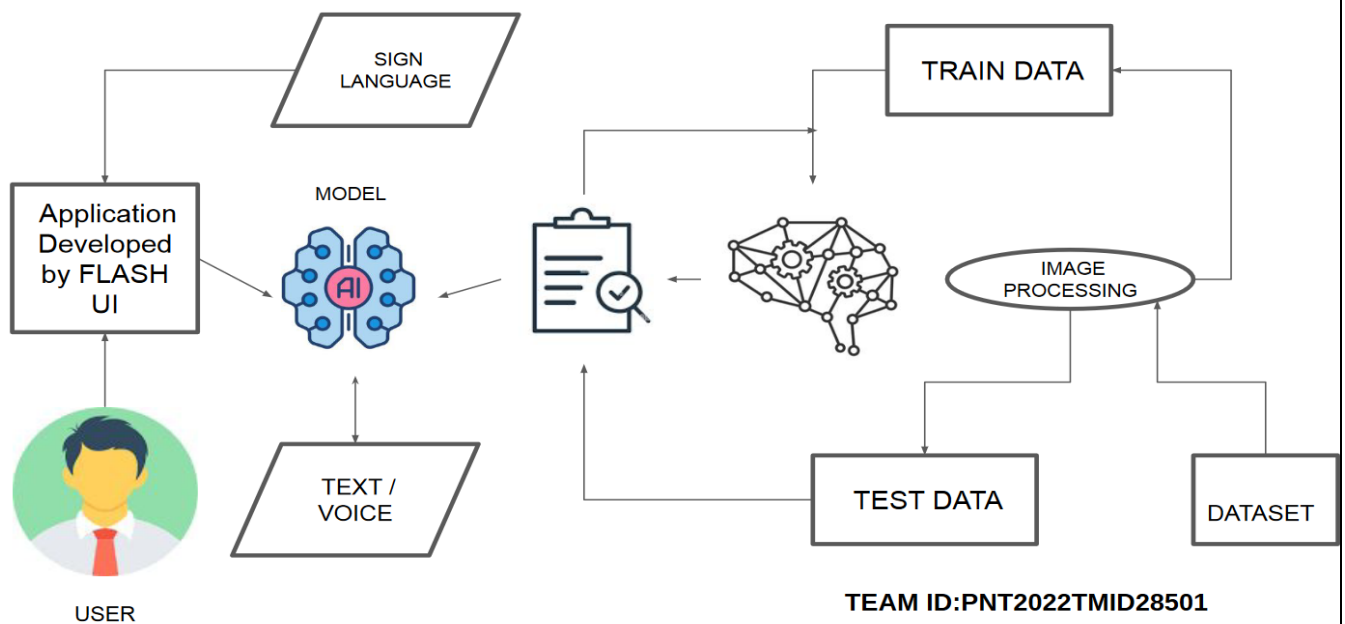 SIGN
LANGUAGE
TRAIN DATA
Application
Developed
by FLASH
UI
MODEL
AI
IMAGE
PROCESSING
TEXT /
VOICE
TEST DATA
DATASET
USER
TEAM ID:PNT2022TMID28501